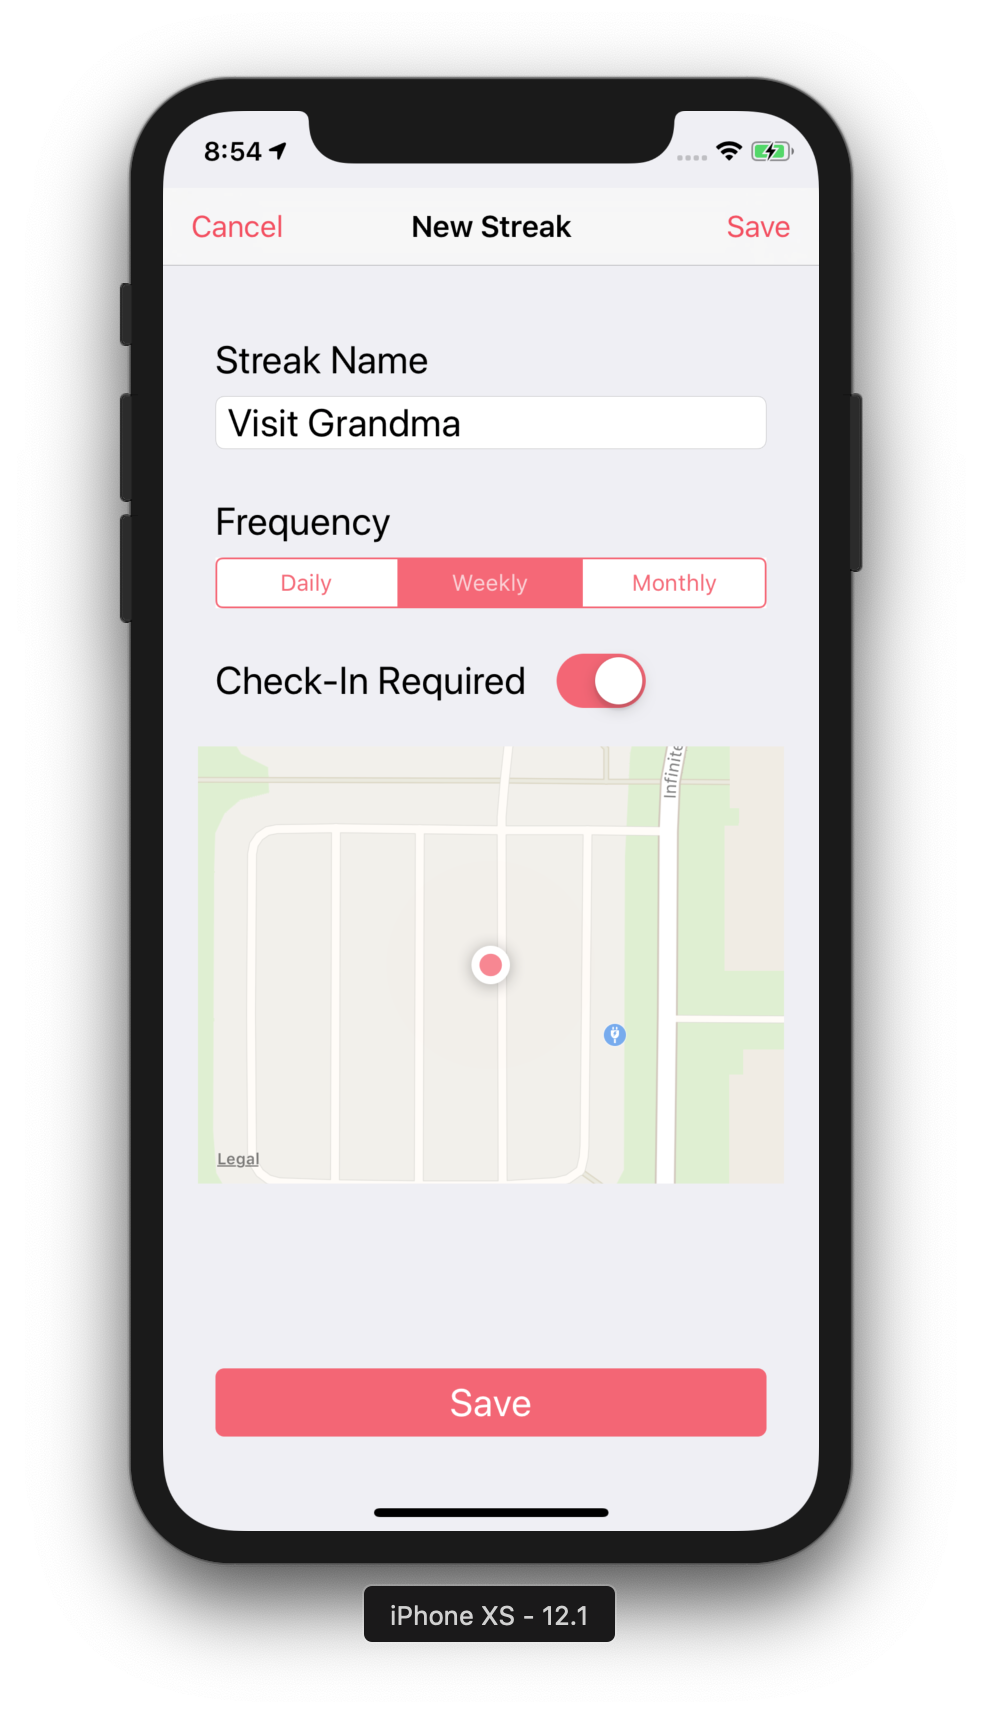 8:54
Cancel New Streak Save
Streak Name
Visit Grandma
Frequency
Daily Weekly Monthly
Check-In Required
Infinite
Legal
Save
iPhone XS - 12.1